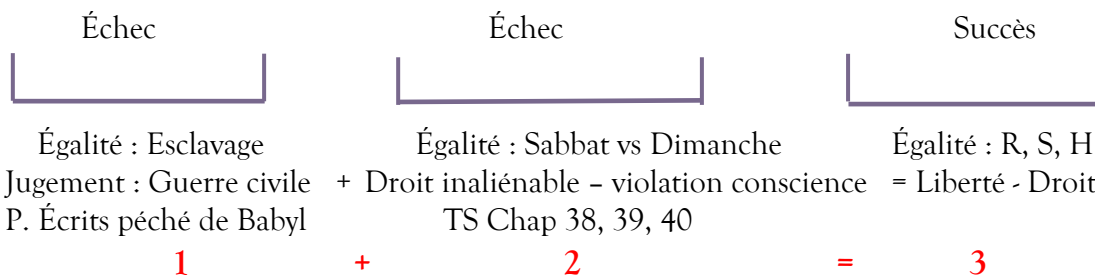 Échec Échec Succès
Égalité : Esclavage Égalité : Sabbat vs Dimanche Égalité : R, S, H
Jugement : Guerre civile + Droit inaliénable – violation conscience = Liberté - Droit
P. Écrits péché de Babyl TS Chap 38, 39, 40
1 + 2 = 3